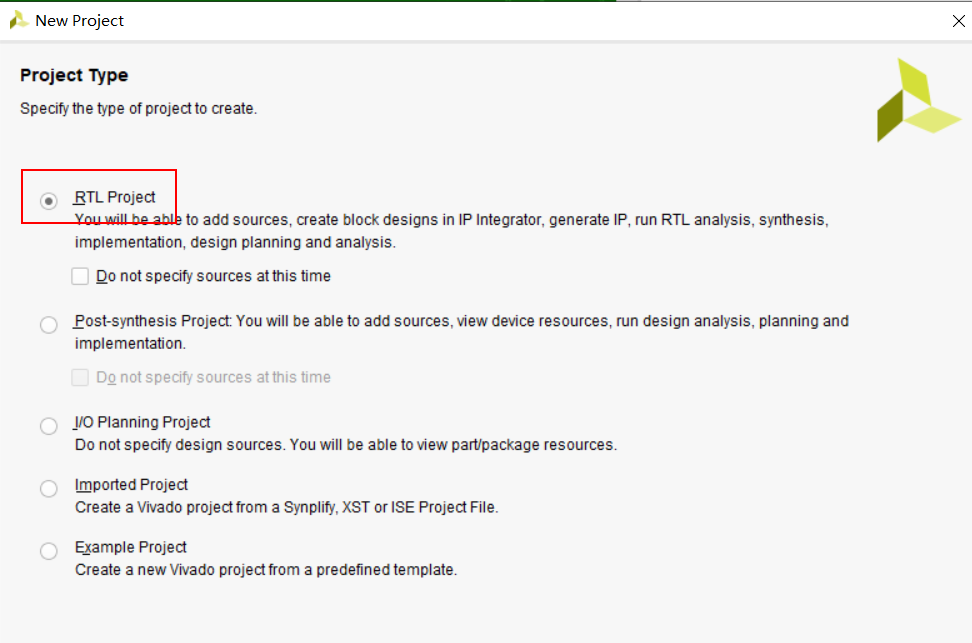 New Project
Project Type
Specify the type of project to create.
RTL Project
You will be able to add sources, create block designs in IP Integrator, generate IP, run RTL analysis, synthesis,
implementation, design planning and analysis.
Do not specify sources at this time
Post-synthesis Project: You will be able to add sources, view device resources, run design analysis, planning and
implementation.
Do not specify sources at this time
I/O Planning Project
Do not specify design sources. You will be able to view part/package resources.
Imported Project
Create a Vivado project from a Synplify, XST or ISE Project File.
Example Project
Create a new Vivado project from a predefined template.